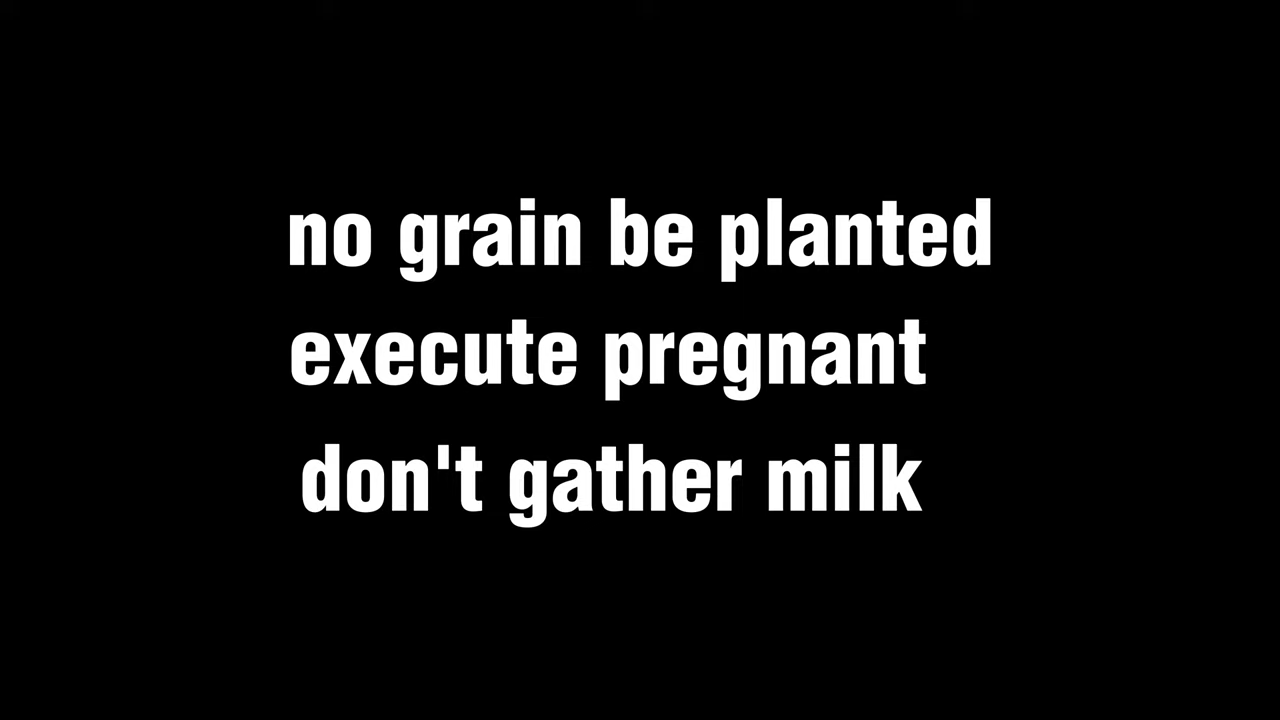 no grain be planted
execute pregnant
don't gather milk